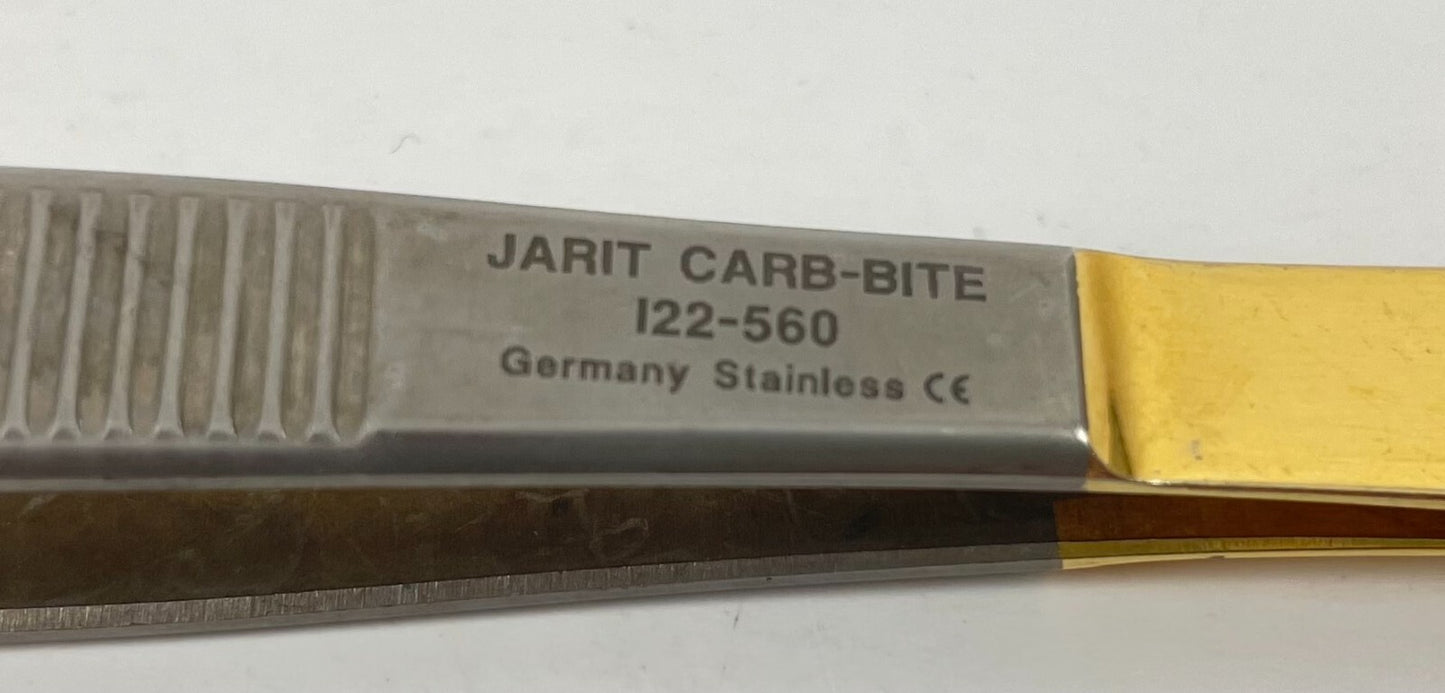 JARIT CARB-BITE
122-560
Germany Stainless CE